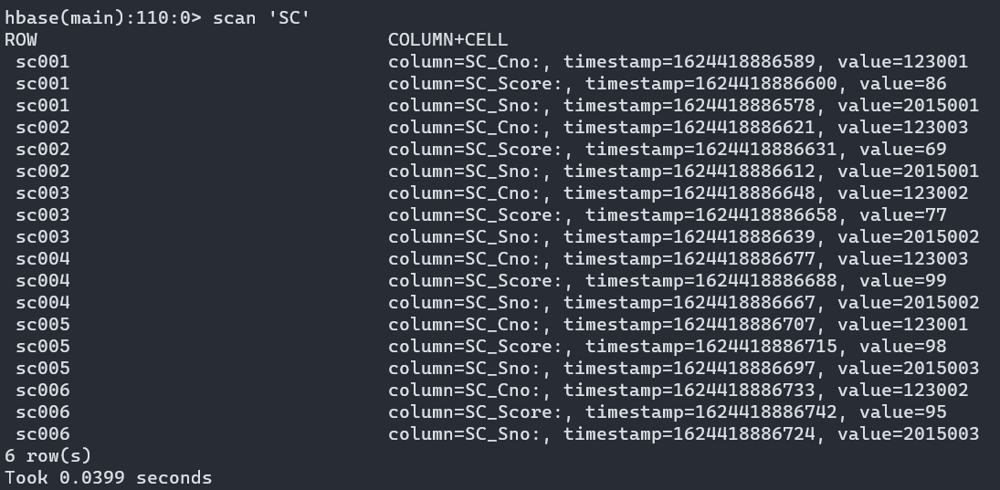 hbase(main):110:0> scan 'SC'
ROW COLUMN+CELL
sc001 column=SC_Cno:, timestamp=1624418886589, value=123001
sc001 column=SC_Score:, timestamp=1624418886600, value=86
sc001 column=SC_Sno:, timestamp=1624418886578, value=2015001
sc002 column=SC_Cno:, timestamp=1624418886621, value=123003
sc002 column=SC_Score:, timestamp=1624418886631, value=69
sc002 column=SC_Sno:, timestamp=1624418886612, value=2015001
sc003 column=SC_Cno:, timestamp=1624418886648, value=123002
sc003 column=SC_Score:, timestamp=1624418886658, value=77
sc003 column=SC_Sno:, timestamp=1624418886639, value=2015002
sc004 column=SC_Cno:, timestamp=1624418886677, value=123003
sc004 column=SC_Score:, timestamp=1624418886688, value=99
sc004 column=SC_Sno:, timestamp=1624418886667, value=2015002
sc005 column=SC_Cno:, timestamp=1624418886707, value=123001
sc005 column=SC_Score:, timestamp=1624418886715, value=98
sc005 column=SC_Sno:, timestamp=1624418886697, value=2015003
sc006 column=SC_Cno:, timestamp=1624418886733, value=123002
sc006 column=SC_Score:, timestamp=1624418886742, value=95
sc006 column=SC_Sno:, timestamp=1624418886724, value=2015003
6 row(s)
Took 0.0399 seconds